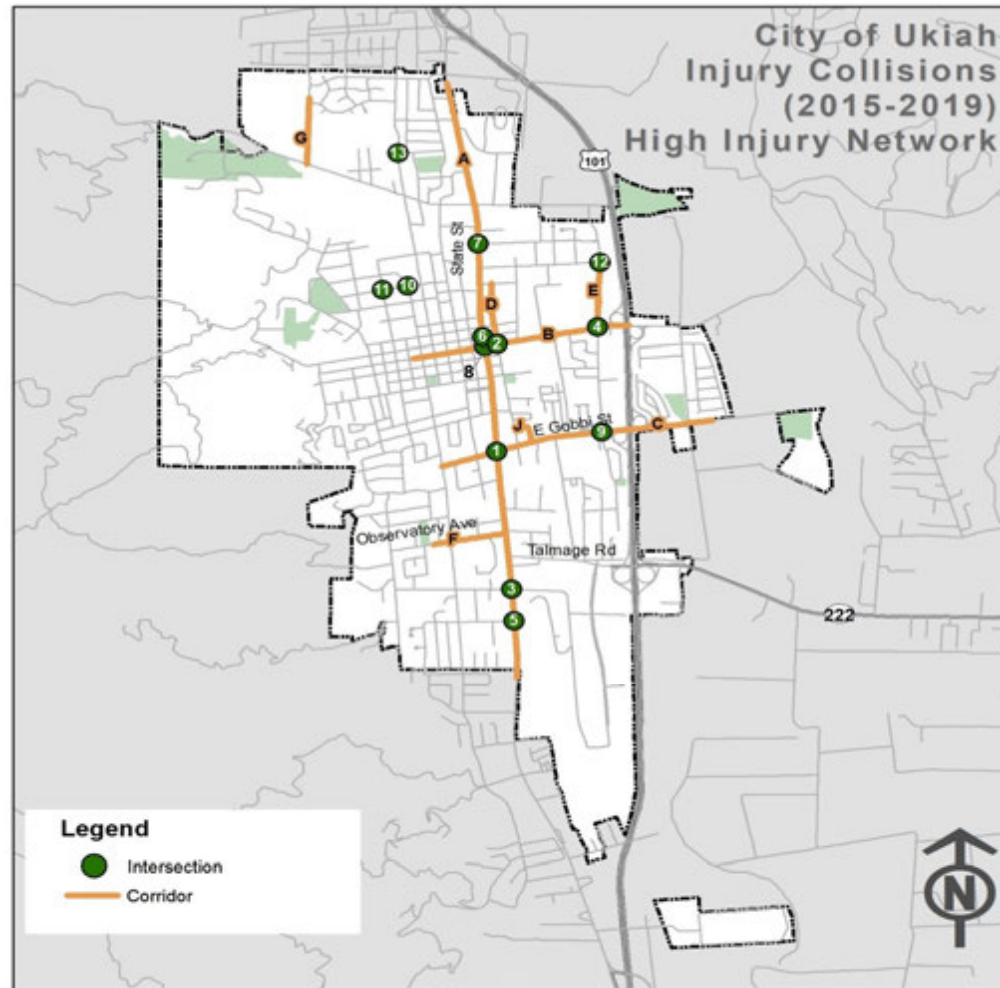 City of Ukiah
Injury Collisions
(2015-2019)
High Injury Network
101
G
13
A
State St
7
12
11
10
D
E
6
2
B
4
8
J
E Gobbi St
9
C
1
Observatory Ave
F
Talmage Rd
3
5
222
Legend
Intersection
Corridor
N